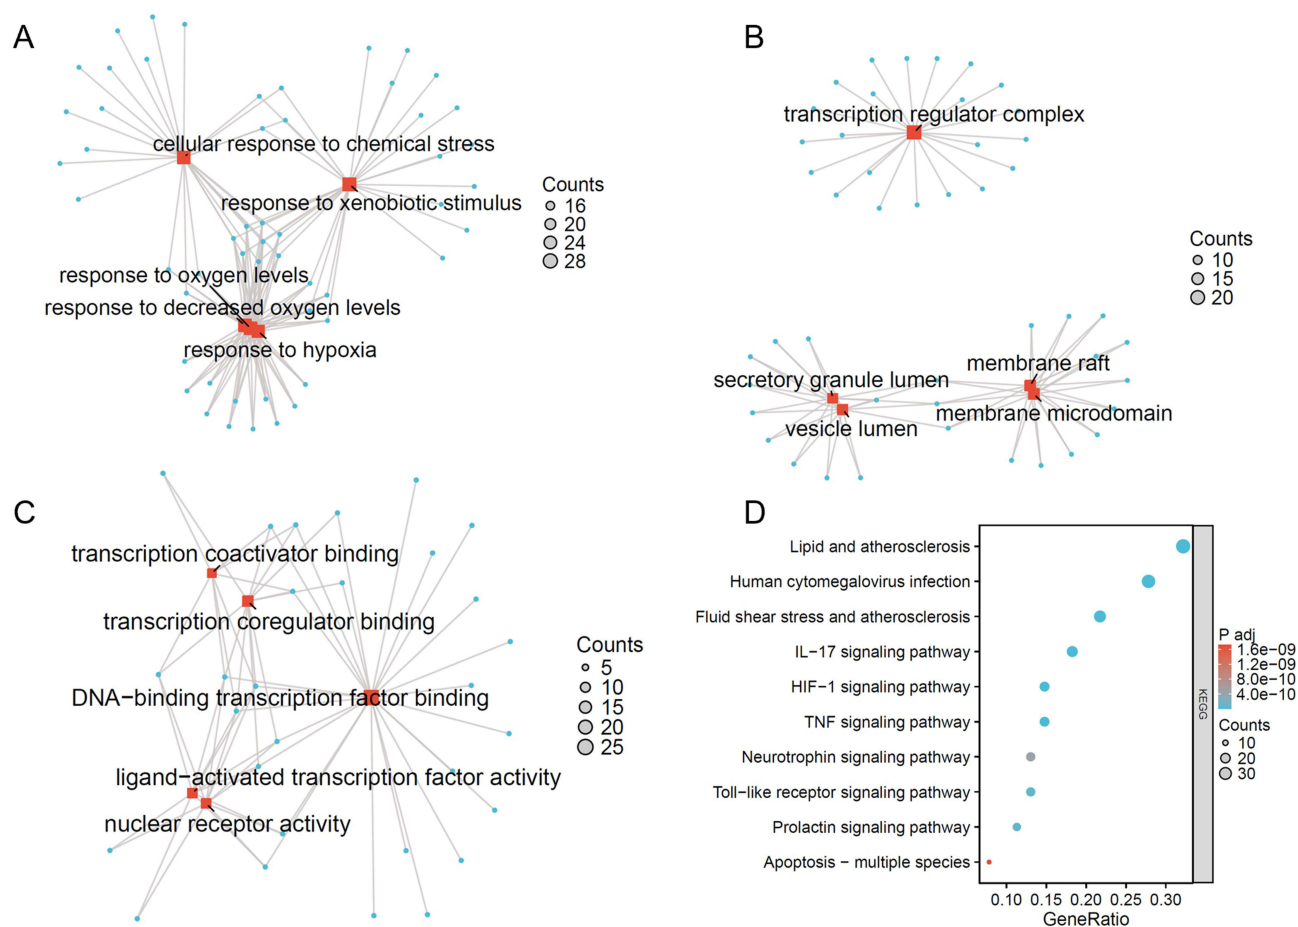 A
cellular response to chemical stress
response to xenobiotic stimulus
response to oxygen levels
response to decreased oxygen levels
response to hypoxia
Counts
16
20
24
28
B
transcription regulator complex
membrane raft
secretory granule lumen
membrane microdomain
vesicle lumen
Counts
10
15
20
C
transcription coactivator binding
transcription coregulator binding
DNA−binding transcription factor binding
ligand−activated transcription factor activity
nuclear receptor activity
Counts
5
10
15
20
25
D
Lipid and atherosclerosis
Human cytomegalovirus infection
Fluid shear stress and atherosclerosis
IL−17 signaling pathway
HIF−1 signaling pathway
TNF signaling pathway
Neurotrophin signaling pathway
Toll−like receptor signaling pathway
Prolactin signaling pathway
Apoptosis − multiple species
0.10 0.15 0.20 0.25 0.30
GeneRatio
KEGG
P adj
1.6e−09
1.2e−09
8.0e−10
4.0e−10
Counts
10
20
30